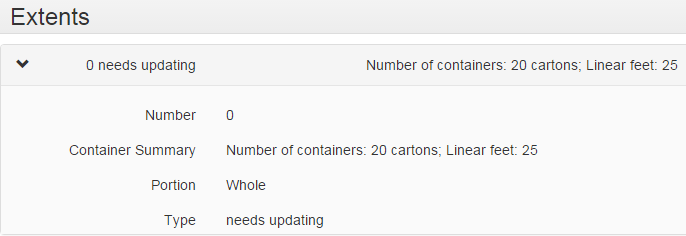 Extents
0 needs updating Number of containers: 20 cartons; Linear feet: 25
Number 0
Container Summary Number of containers: 20 cartons; Linear feet: 25
Portion Whole
Type needs updating